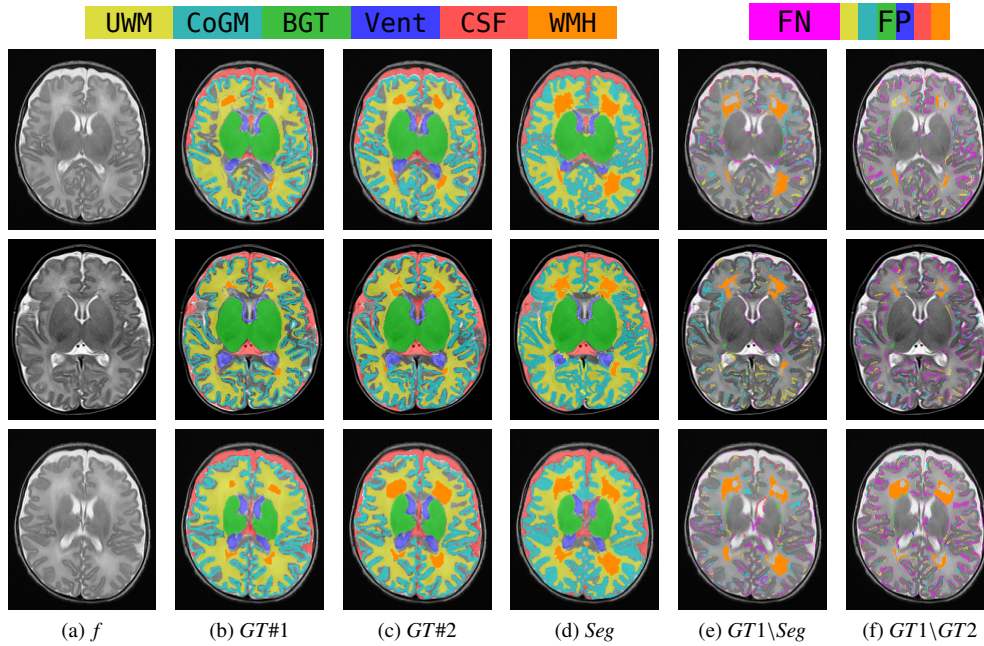 UWM CoGM BGT Vent CSF WMH FN FP
(a) f (b) GT#1 (c) GT#2 (d) Seg (e) GT1\Seg (f) GT1\GT2